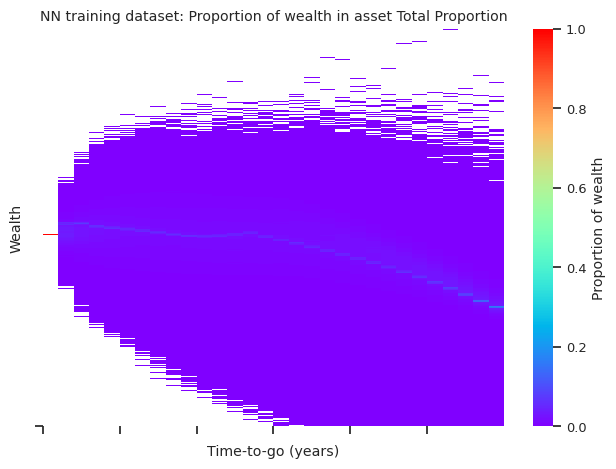 NN training dataset: Proportion of wealth in asset Total Proportion
Wealth
Time-to-go (years)
1.0
0.8
0.6
0.4
0.2
0.0
Proportion of wealth